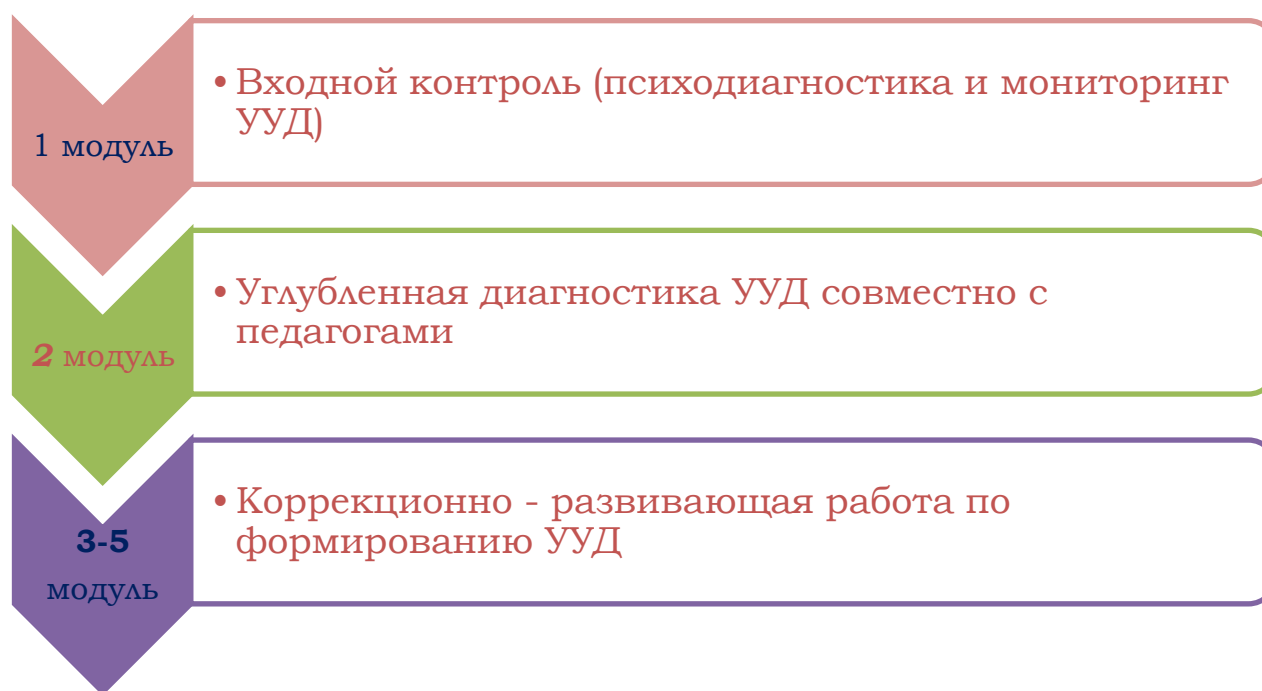 1 модуль
• Входной контроль (психодиагностика и мониторинг
УУД)
2 модуль
• Углубленная диагностика УУД совместно с
педагогами
3-5
модуль
• Коррекционно - развивающая работа по
формированию УУД